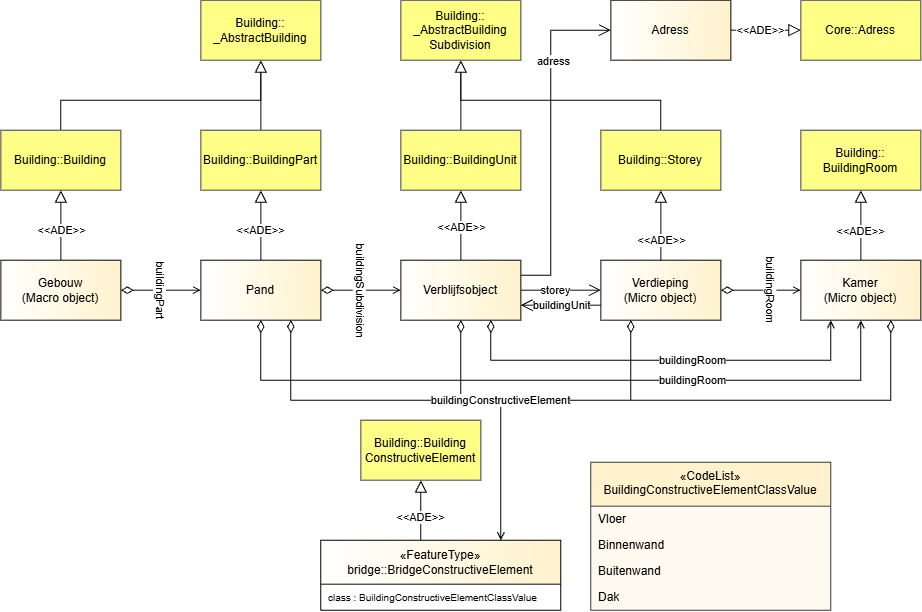 Building::
_AbstractBuilding
Building::
_AbstractBuilding
Subdivision
Adress
<<ADE>>
Core::Adress
adress
Building::Building
Building::BuildingPart
Building::BuildingUnit
Building::Storey
Building::
BuildingRoom
<<ADE>>
<<ADE>>
<<ADE>>
<<ADE>>
<<ADE>>
Gebouw
(Macro object)
buildingPart
Pand
buildingSubdivision
Verblijfsobject
storey
buildingUnit
Verdieping
(Micro object)
buildingRoom
Kamer
(Micro object)
buildingRoom
buildingRoom
buildingConstructiveElement
Building::Building
ConstructiveElement
<<ADE>>
«FeatureType»
bridge::BridgeConstructiveElement
class : BuildingConstructiveElementClassValue
«CodeList»
BuildingConstructiveElementClassValue
Vloer
Binnenwand
Buitenwand
Dak